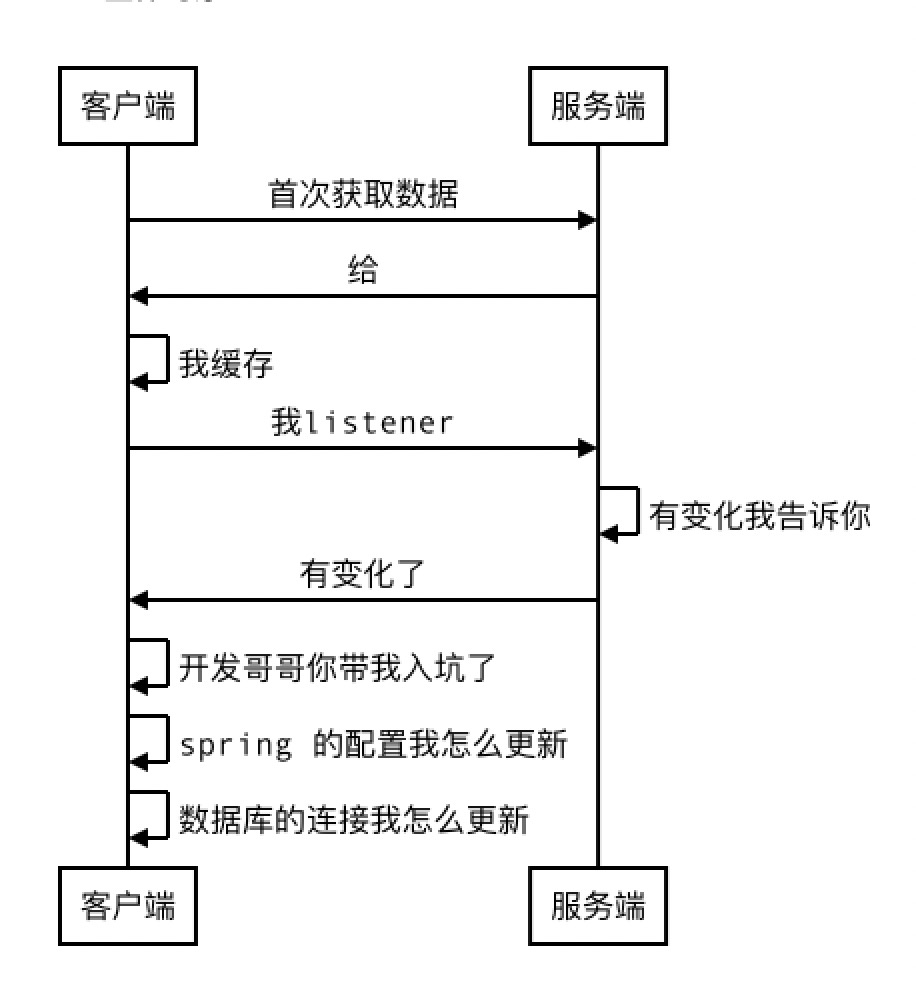 客户端
服务端
首次获取数据
给
我缓存
我listener
有变化我告诉你
有变化了
开发哥哥你带我入坑了
spring 的配置我怎么更新
数据库的连接我怎么更新
客户端
服务端